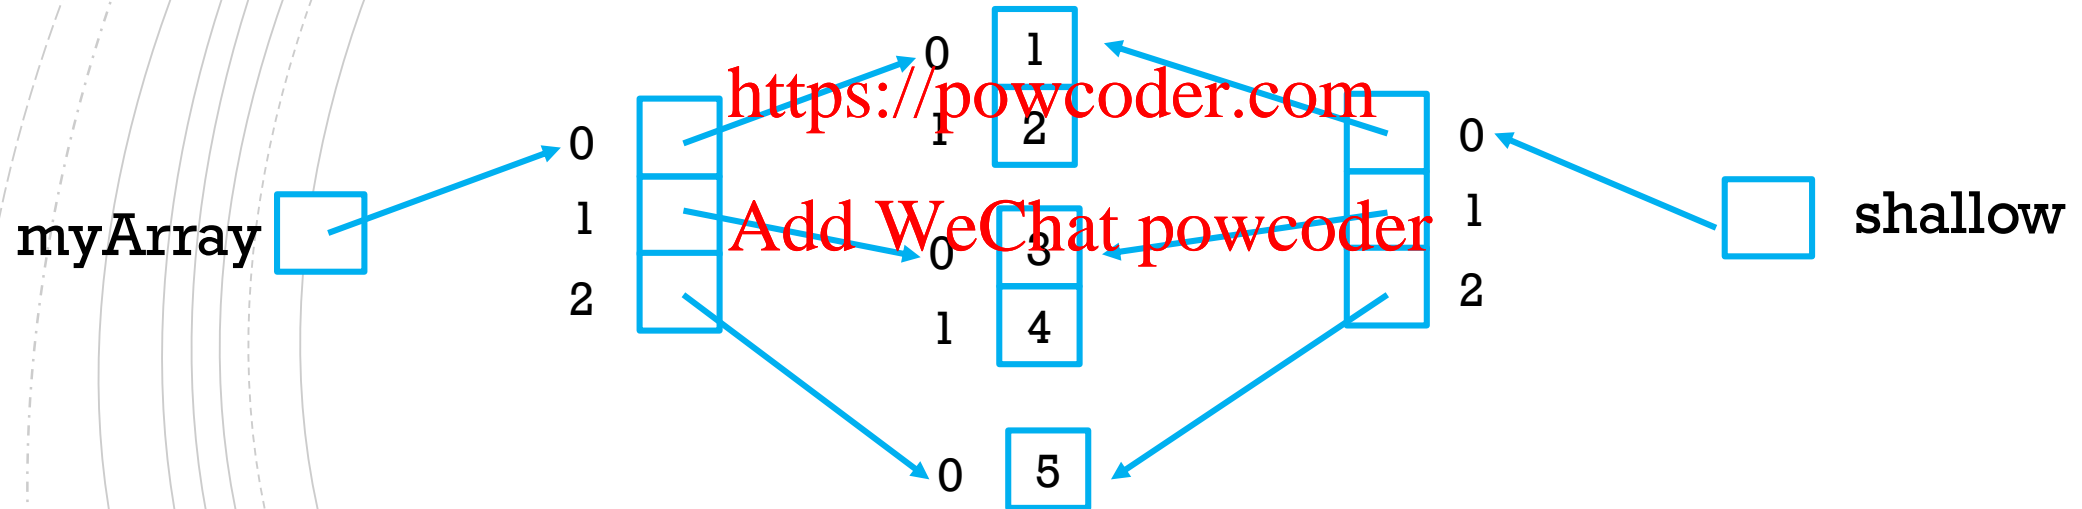 0 1
https://powcoder.com
0 1 2 0
myArray 1 Add WeChat powcoder 1 shallow
0 3
2 2
1 4
0 5